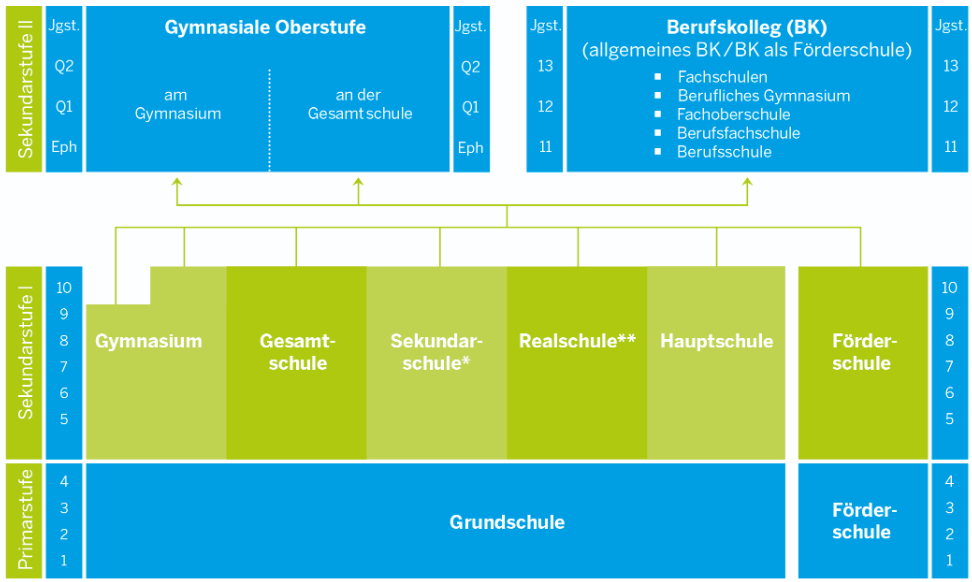 Sekundarstufe II
Jgst.
Q2
Q1
Eph
Gymnasiale Oberstufe
am
Gymnasium
an der
Gesamtschule
Jgst.
Q2
Q1
Eph
Jgst.
13
12
11
Berufskolleg (BK)
(allgemeines BK/BK als Förderschule)
Fachschulen
Berufliches Gymnasium
Fachoberschule
Berufsfachschule
Berufsschule
Jgst.
13
12
11
Sekundarstufe I
10
9
8
7
6
5
Gymnasium
Gesamt-
schule
Sekundar-
schule*
Realschule**
Hauptschule
Förder-
schule
10
9
8
7
6
5
Primarstufe
4
3
2
1
Grundschule
Förder-
schule
4
3
2
1